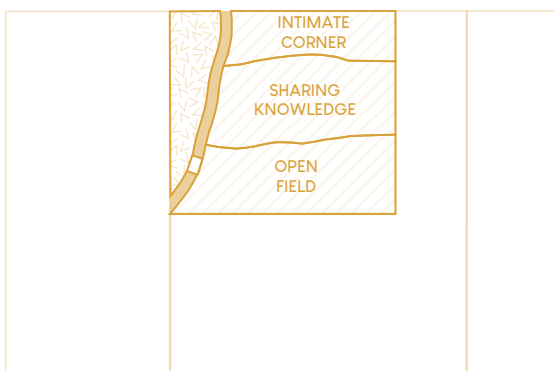 INTIMATE
CORNER
SHARING
KNOWLEDGE
OPEN
FIELD